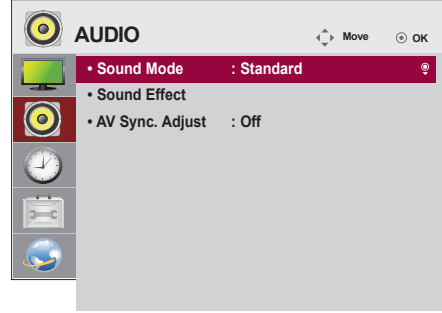 AUDIO
Move
OK
• Sound Mode : Standard
• Sound Effect
• AV Sync. Adjust : Off